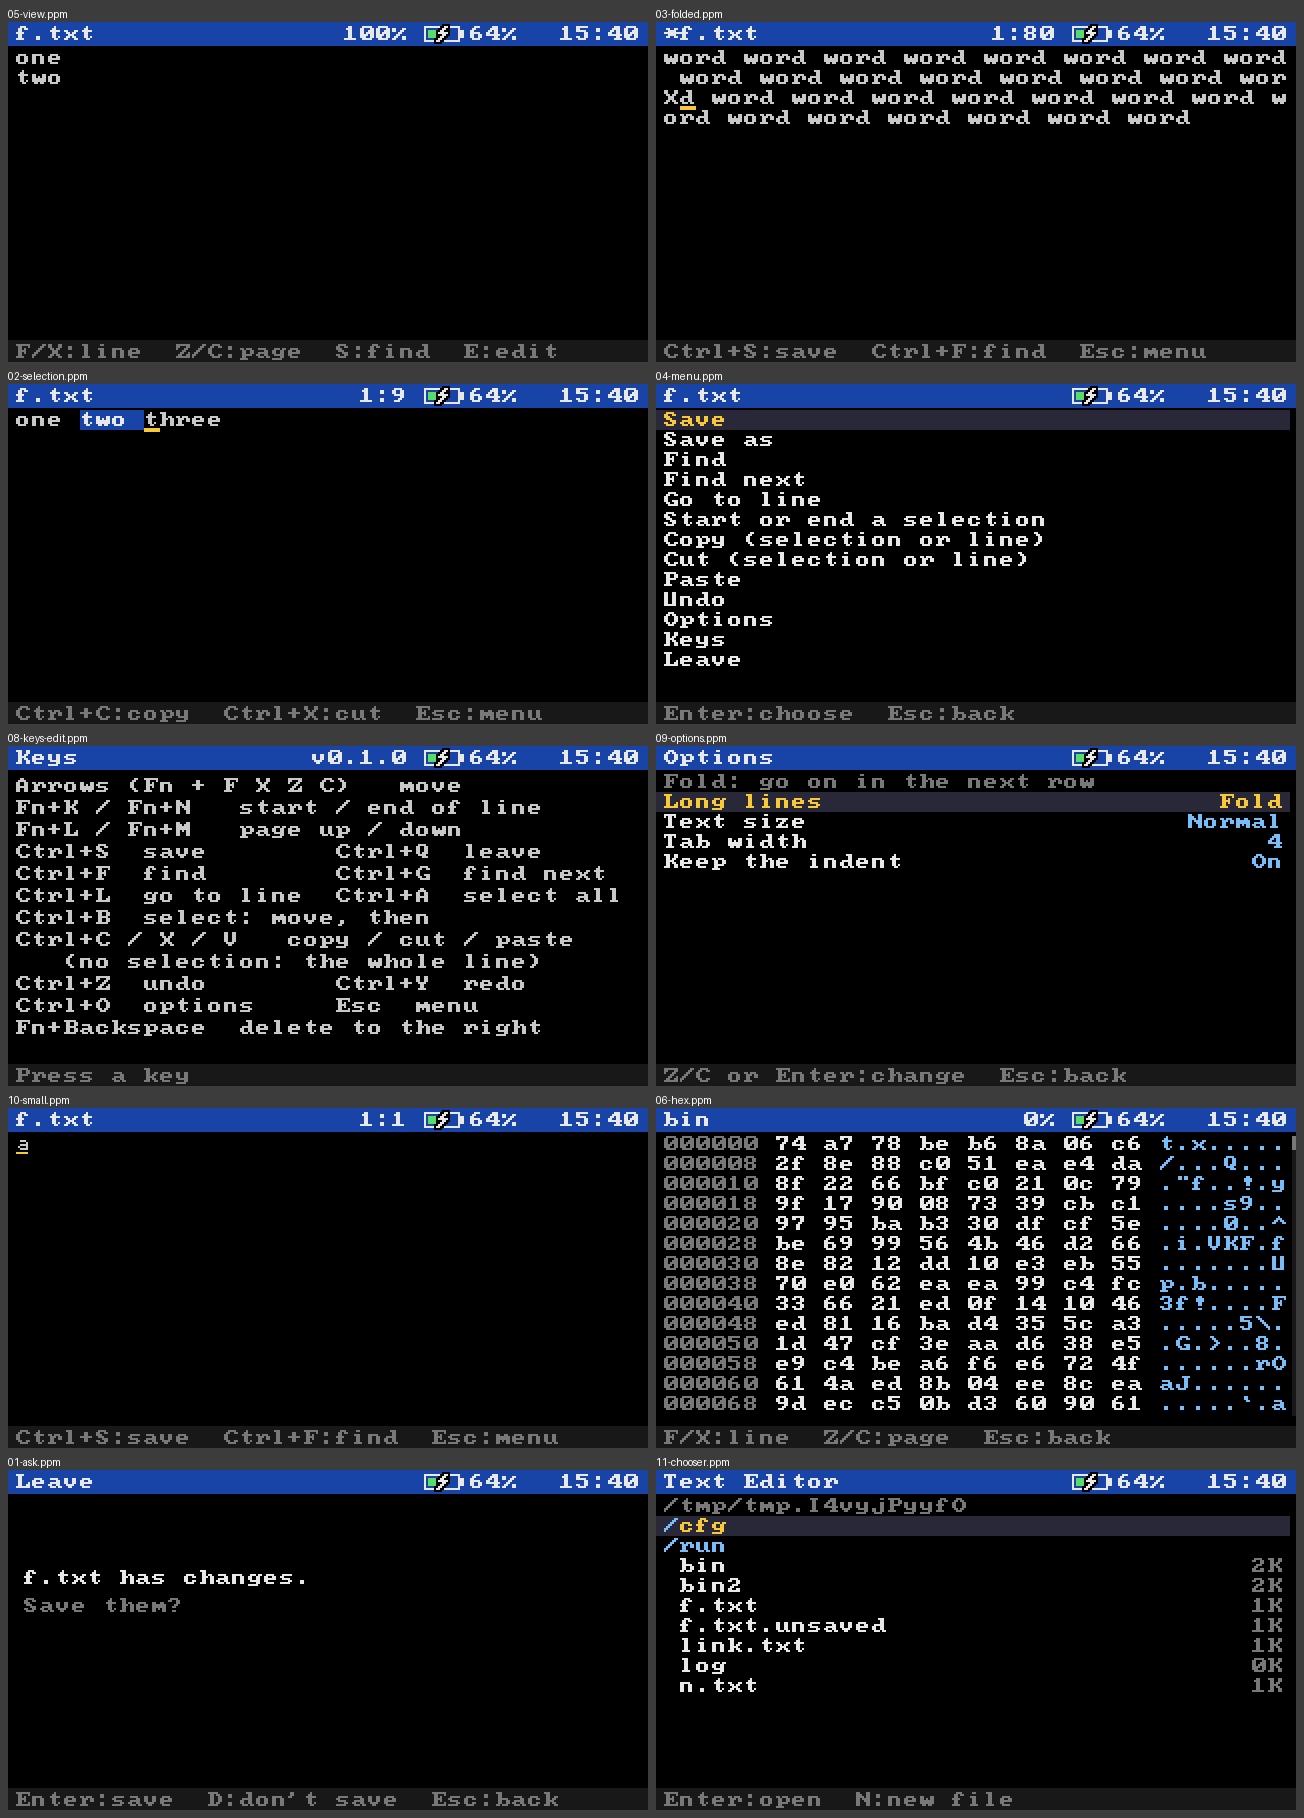 05-view.ppm
f.txt 100% 64% 15:40
one
two
F/X:line Z/C:page S:find E:edit
03-folded.ppm
*f.txt 1:80 64% 15:40
word word word word word word word word
 word word word word word word word wor
Xd word word word word word word word w
ord word word word word word word
Ctrl+S:save Ctrl+F:find Esc:menu
02-selection.ppm
f.txt 1:9 64% 15:40
one two three
Ctrl+C:copy Ctrl+X:cut Esc:menu
04-menu.ppm
f.txt 64% 15:40
Save
Save as
Find
Find next
Go to line
Start or end a selection
Copy (selection or line)
Cut (selection or line)
Paste
Undo
Options
Keys
Leave
Enter:choose Esc:back
08-keys-edit.ppm
Keys v0.1.0 64% 15:40
Arrows (Fn + F X Z C) move
Fn+K / Fn+N start / end of line
Fn+L / Fn+M page up / down
Ctrl+S save Ctrl+Q leave
Ctrl+F find Ctrl+G find next
Ctrl+L go to line Ctrl+A select all
Ctrl+B select: move, then
Ctrl+C / X / V copy / cut / paste
(no selection: the whole line)
Ctrl+Z undo Ctrl+Y redo
Ctrl+O options Esc menu
Fn+Backspace delete to the right
Press a key
09-options.ppm
Options 64% 15:40
Fold: go on in the next row
Long lines Fold
Text size Normal
Tab width 4
Keep the indent On
Z/C or Enter:change Esc:back
10-small.ppm
f.txt 1:1 64% 15:40
a
Ctrl+S:save Ctrl+F:find Esc:menu
06-hex.ppm
bin 0% 64% 15:40
000000 74 a7 78 be b6 8a 06 c6 t.x.....
000008 2f 8e 88 c0 51 ea e4 da /...Q...
000010 8f 22 66 bf c0 21 0c 79 ."f..!.y
000018 9f 17 90 08 73 39 cb c1 ....s9..
000020 97 95 ba b3 30 df cf 5e ....0..^
000028 be 69 99 56 4b 46 d2 66 .i.VKF.f
000030 8e 82 12 dd 10 e3 eb 55 .......U
000038 70 e0 62 ea ea 99 c4 fc p.b.....
000040 33 66 21 ed 0f 14 10 46 3f!....F
000048 ed 81 16 ba d4 35 5c a3 .....5\.
000050 1d 47 cf 3e aa d6 38 e5 .G.>..8.
000058 e9 c4 be a6 f6 e6 72 4f ......rO
000060 61 4a ed 8b 04 ee 8c ea aJ......
000068 9d ec c5 0b d3 60 90 61 .....`.a
F/X:line Z/C:page Esc:back
01-ask.ppm
Leave 64% 15:40
f.txt has changes.
Save them?
Enter:save D:don't save Esc:back
11-chooser.ppm
Text Editor 64% 15:40
/tmp/tmp.I4vyjPyyfO
/cfg
/run
bin 2K
bin2 2K
f.txt 1K
f.txt.unsaved 1K
link.txt 1K
log 0K
n.txt 1K
Enter:open N:new file